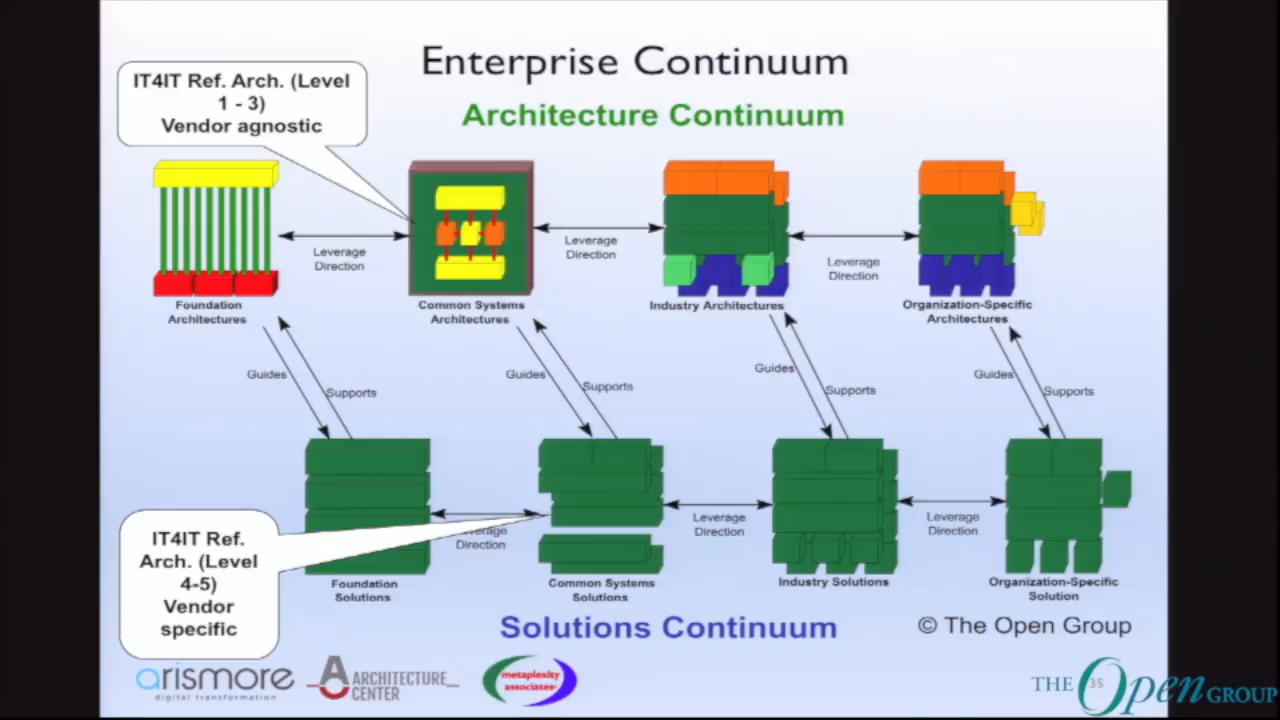 Enterprise Continuum
IT4IT Ref. Arch. (Level
1 - 3)
Vendor agnostic
Architecture Continuum
Leverage
Direction
Leverage
Direction
Leverage
Direction
Foundation
Architectures
Common Systems
Architectures
Industry Architectures
Organization-Specific
Architectures
Guides
Supports
Guides
Supports
Guides
Supports
Guides
Supports
IT4IT Ref.
Arch. (Level
4-5)
Vendor
specific
Direction
Leverage
Direction
Leverage
Direction
Foundation
Solutions
Common Systems
Solutions
Industry Solutions
Organization-Specific
Solution
Solutions Continuum
© The Open Group
arismore
digital transformation
ARCHITECTURE
CENTER
metaplexity
associates
THE Open GROUP
35